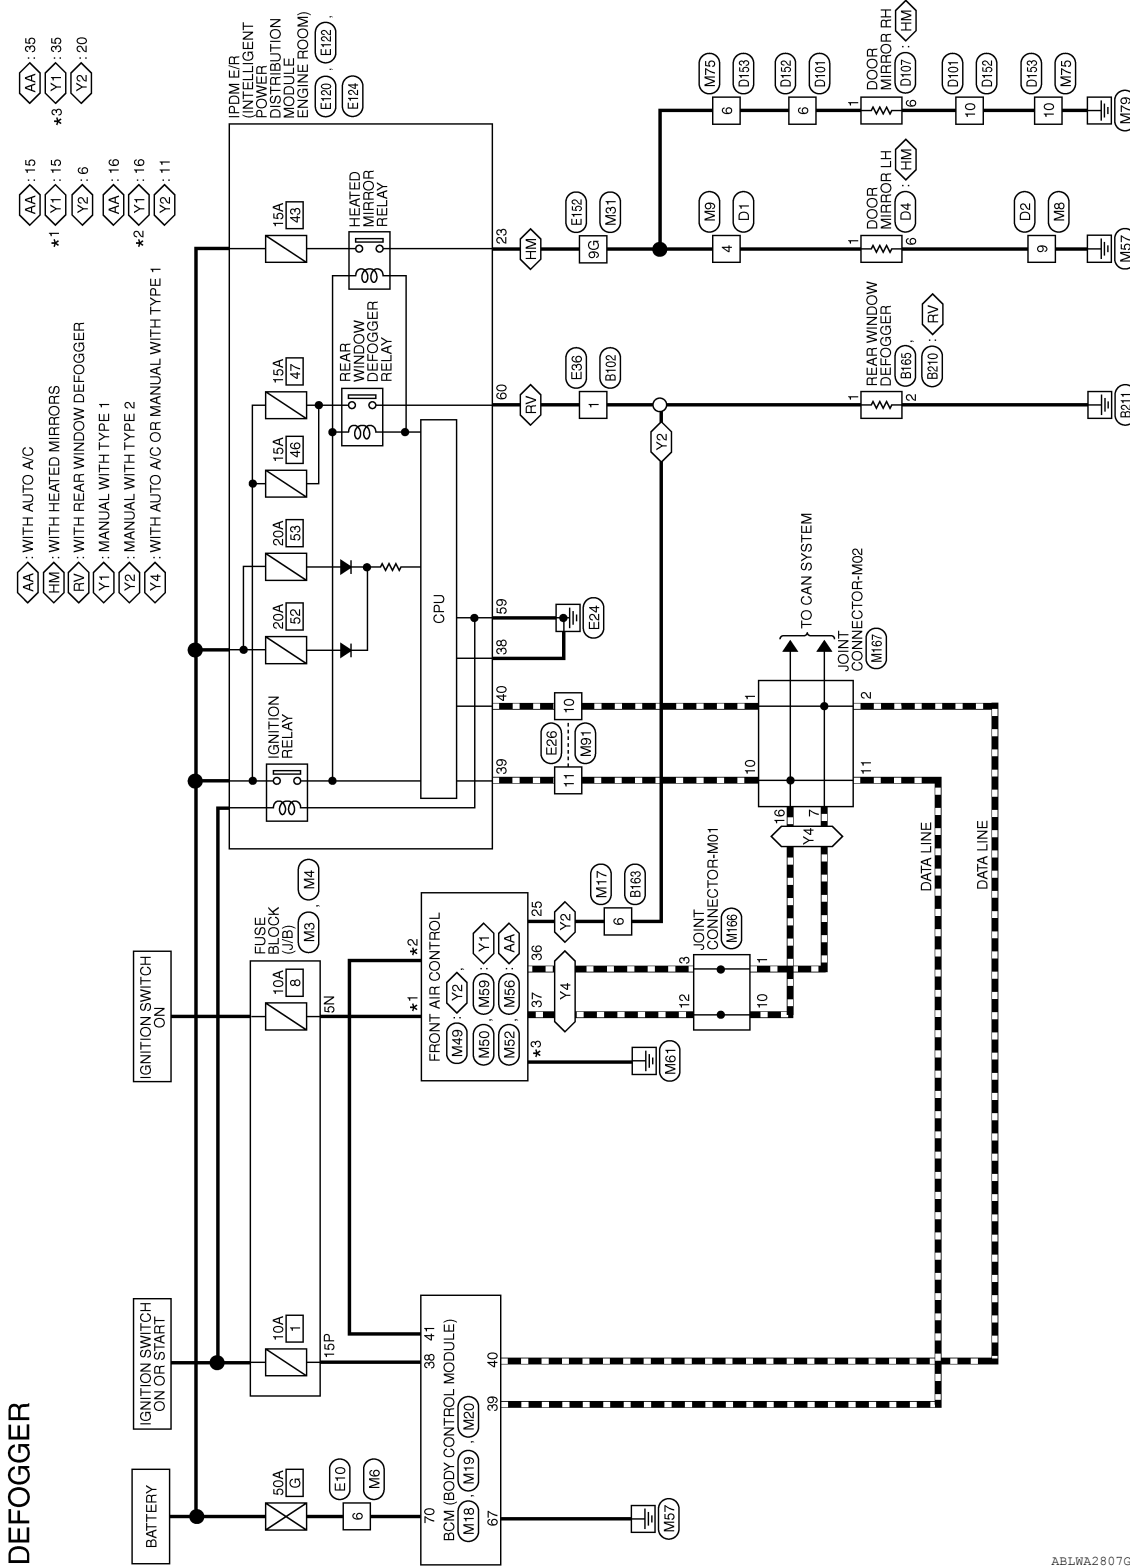 DEFOGGER
BATTERY
IGNITION SWITCH
ON OR START
IGNITION SWITCH
ON
AA : WITH AUTO A/C
HM : WITH HEATED MIRRORS
RV : WITH REAR WINDOW DEFOGGER
Y1 : MANUAL WITH TYPE 1
Y2 : MANUAL WITH TYPE 2
Y4 : WITH AUTO A/C OR MANUAL WITH TYPE 1
*1
AA : 15
Y1 : 15
Y2 : 6
*2
AA : 16
Y1 : 16
Y2 : 11
*3
AA : 35
Y1 : 35
Y2 : 20
50A
G
10A
1
10A
8
FUSE
BLOCK
(J/B)
M3 , M4
E10
6
M6
15P
5N
IGNITION
RELAY
20A
52
20A
53
15A
46
15A
47
15A
43
REAR
WINDOW
DEFOGGER
RELAY
HEATED
MIRROR
RELAY
IPDM E/R
(INTELLIGENT
POWER
DISTRIBUTION
MODULE
ENGINE ROOM)
E120 , E122 ,
E124
CPU
70
38
41
BCM (BODY CONTROL MODULE)
M18 , M19 , M20
67
39
40
M57
*1
*2
FRONT AIR CONTROL
M49 : Y2 ,
M50 , M59 : Y1
M52 , M56 : AA
*3
37
36
25
M61
Y4
Y2
M17
6
B163
39
40
38
59
60
23
E24
E26
11
10
M91
RV
HM
E36
1
B102
E152
9G
M31
Y2
JOINT
CONNECTOR-M01
M166
12
3
10
1
10
1
16
7
11
2
Y4
TO CAN SYSTEM
JOINT
CONNECTOR-M02
M167
DATA LINE
DATA LINE
M9
4
D1
M75
6
D153
D152
6
D101
1
REAR WINDOW
DEFOGGER
B165 ,
B210 : RV
2
B211
1
DOOR
MIRROR LH
D4 : HM
6
D2
9
M8
M57
1
DOOR
MIRROR RH
D107 : HM
6
D101
10
D152
D153
10
M75
M79
ABLWA2807G